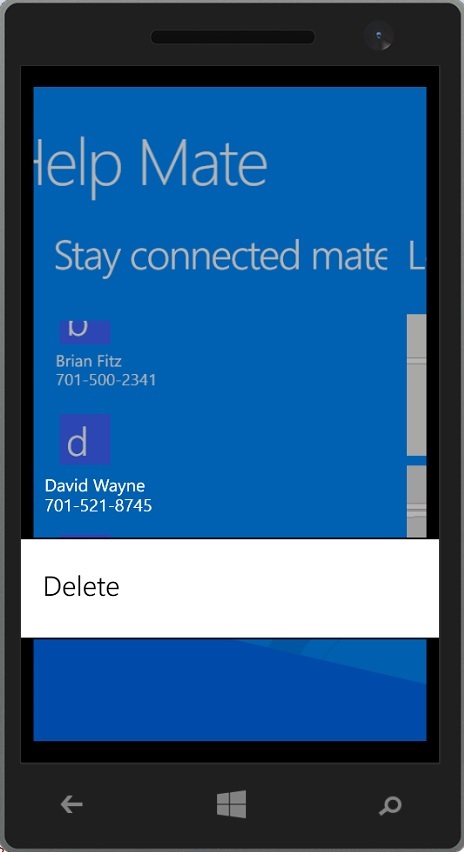 Help Mate
Stay connected mate L
b
Brian Fitz
701-500-2341
d
David Wayne
701-521-8745
Delete